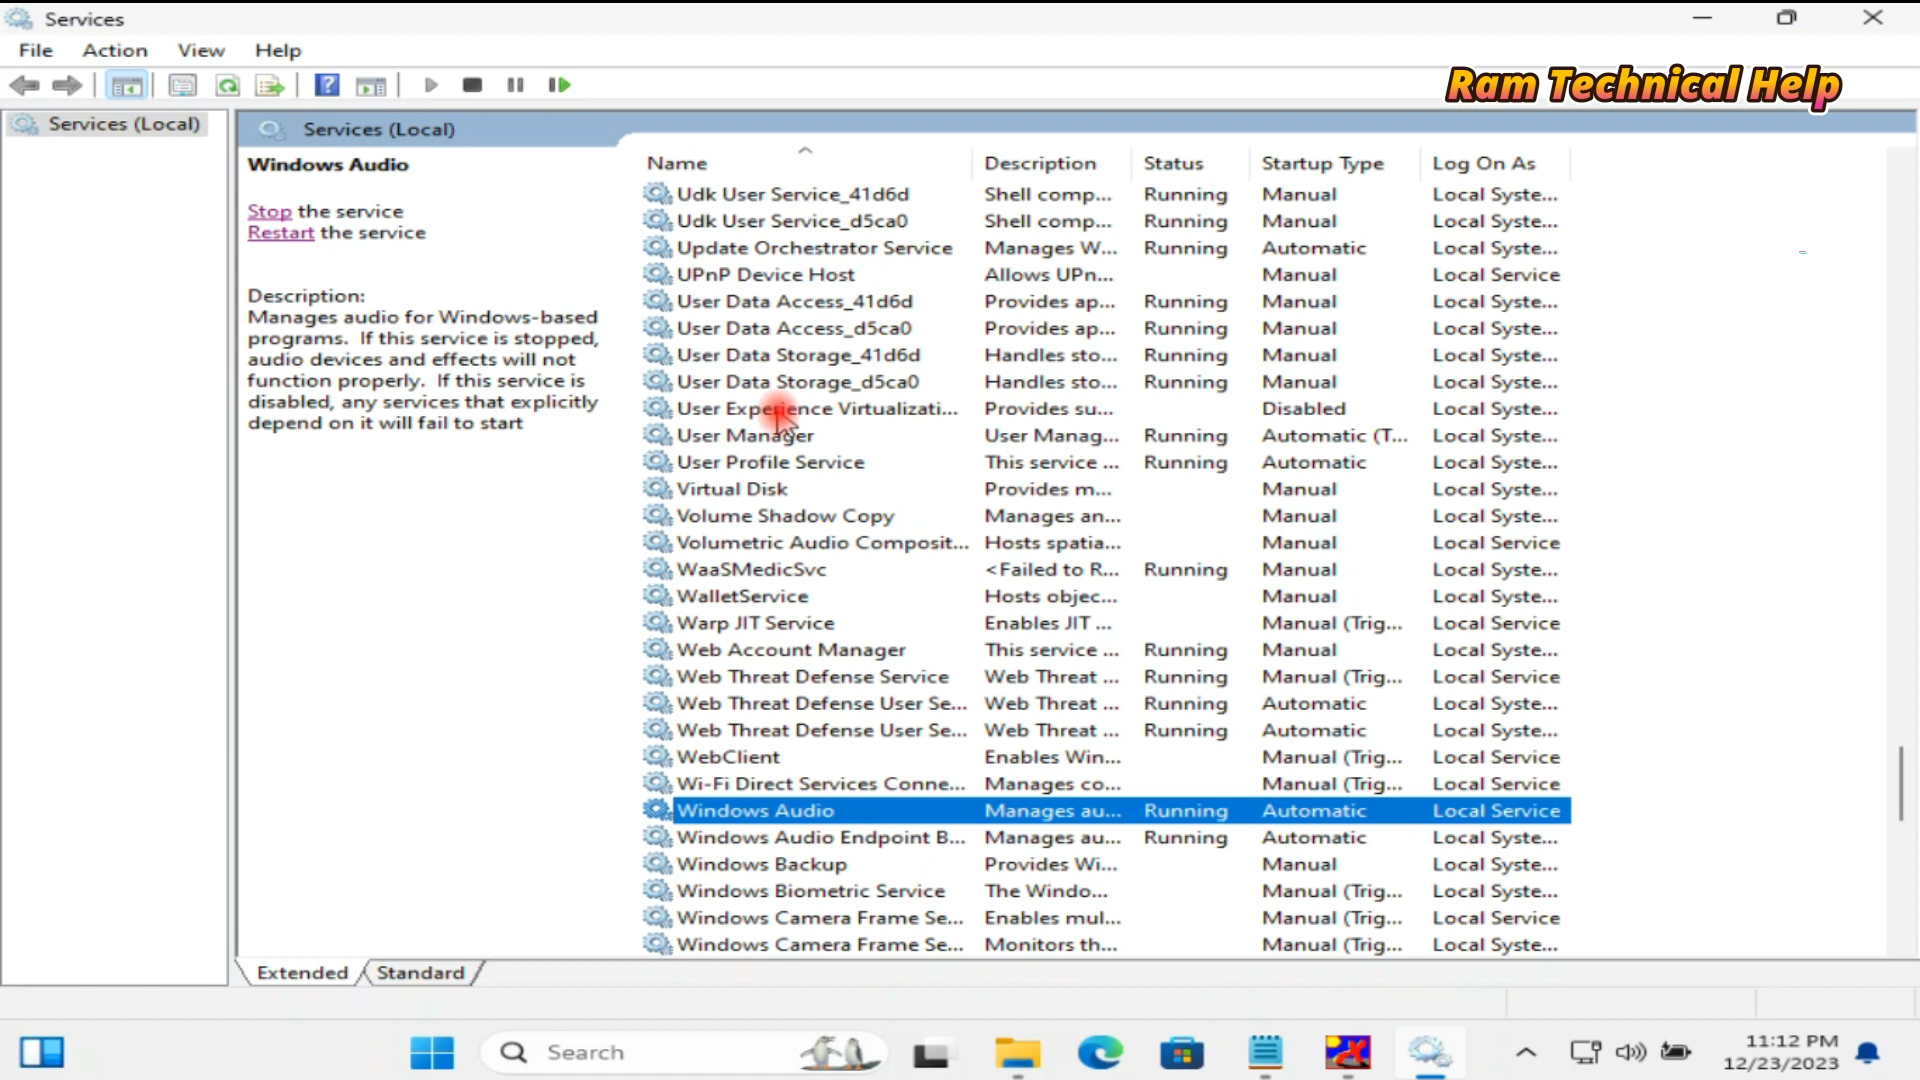 Services
File Action View Help
Ram Technical Help
Services (Local)
Services (Local)
Windows Audio
Stop the service
Restart the service
Description:
Manages audio for Windows-based
programs. If this service is stopped,
audio devices and effects will not
function properly. If this service is
disabled, any services that explicitly
depend on it will fail to start
Name Description Status Startup Type Log On As
Udk User Service_41d6d Shell comp... Running Manual Local Syste...
Udk User Service_d5ca0 Shell comp... Running Manual Local Syste...
Update Orchestrator Service Manages W... Running Automatic Local Syste...
UPnP Device Host Allows UPn... Manual Local Service
User Data Access_41d6d Provides ap... Running Manual Local Syste...
User Data Access_d5ca0 Provides ap... Running Manual Local Syste...
User Data Storage_41d6d Handles sto... Running Manual Local Syste...
User Data Storage_d5ca0 Handles sto... Running Manual Local Syste...
User Experience Virtualizati... Provides su... Disabled Local Syste...
User Manager User Manag... Running Automatic (T... Local Syste...
User Profile Service This service ... Running Automatic Local Syste...
Virtual Disk Provides m... Manual Local Syste...
Volume Shadow Copy Manages an... Manual Local Syste...
Volumetric Audio Composit... Hosts spatia... Manual Local Service
WaaSMedicSvc <Failed to R... Running Manual Local Syste...
WalletService Hosts objec... Manual Local Syste...
Warp JIT Service Enables JIT ... Manual (Trig... Local Service
Web Account Manager This service ... Running Manual Local Syste...
Web Threat Defense Service Web Threat ... Running Manual (Trig... Local Service
Web Threat Defense User Se... Web Threat ... Running Automatic Local Syste...
Web Threat Defense User Se... Web Threat ... Running Automatic Local Syste...
WebClient Enables Win... Manual (Trig... Local Service
Wi-Fi Direct Services Conne... Manages co... Manual (Trig... Local Service
Windows Audio Manages au... Running Automatic Local Service
Windows Audio Endpoint B... Manages au... Running Automatic Local Syste...
Windows Backup Provides Wi... Manual Local Syste...
Windows Biometric Service The Windo... Manual (Trig... Local Syste...
Windows Camera Frame Se... Enables mul... Manual (Trig... Local Service
Windows Camera Frame Se... Monitors th... Manual (Trig... Local Syste...
Extended Standard
Search
11:12 PM
12/23/2023